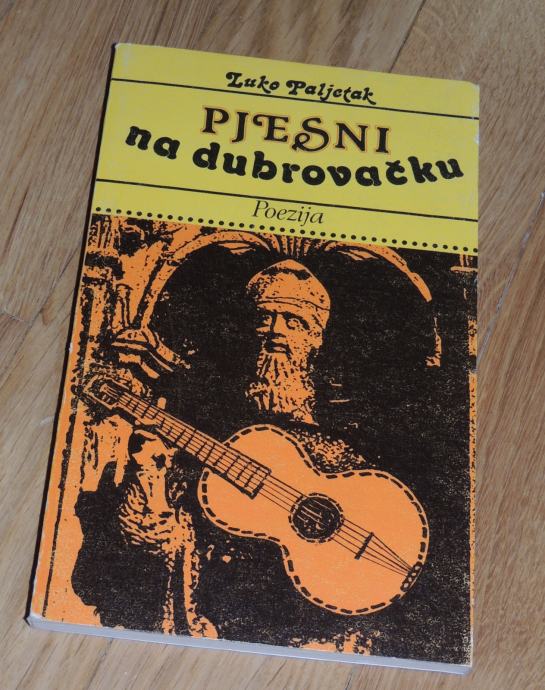 Luko Paljetak
PJESNI
na dubrovačku
Poezija